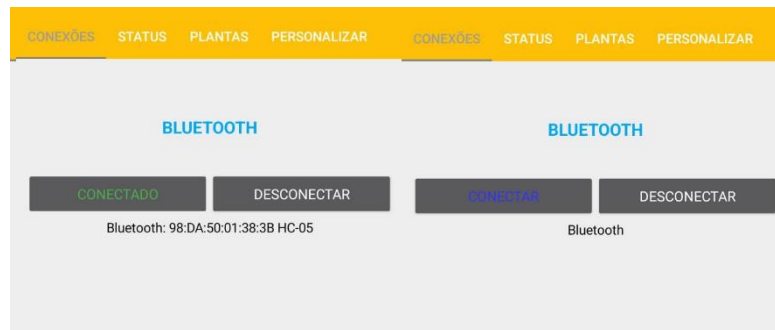 CONEXÕES STATUS PLANTAS PERSONALIZAR
BLUETOOTH
CONECTADO DESCONECTAR
Bluetooth: 98:DA:50:01:38:3B HC-05
CONEXÕES STATUS PLANTAS PERSONALIZAR
BLUETOOTH
CONECTAR DESCONECTAR
Bluetooth